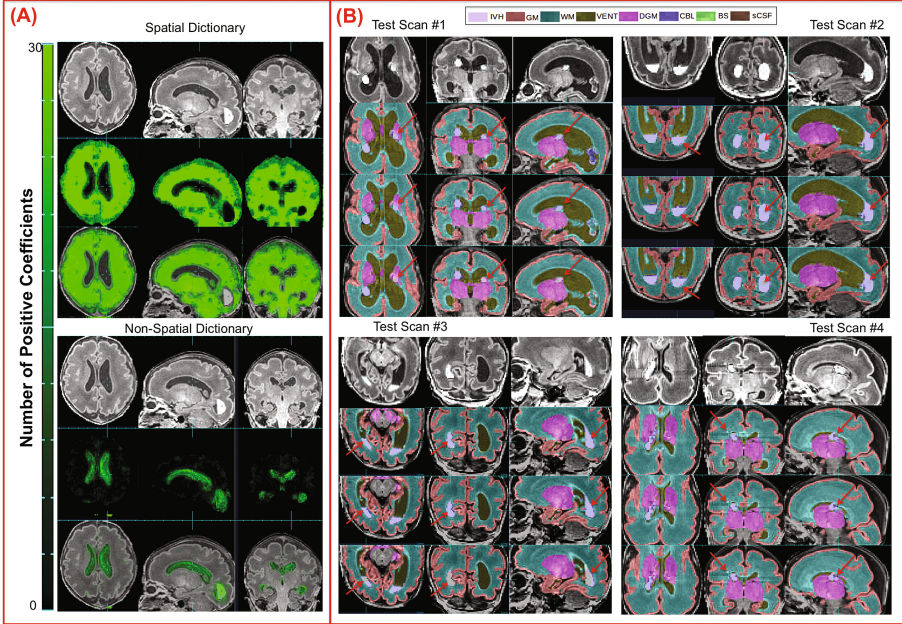 (A)
Spatial Dictionary
30
Number of Positive Coefficients
Non-Spatial Dictionary
0
(B)
IVH GM WM VENT DGM CBL BS sCSF
Test Scan #1
Test Scan #2
Test Scan #3
Test Scan #4